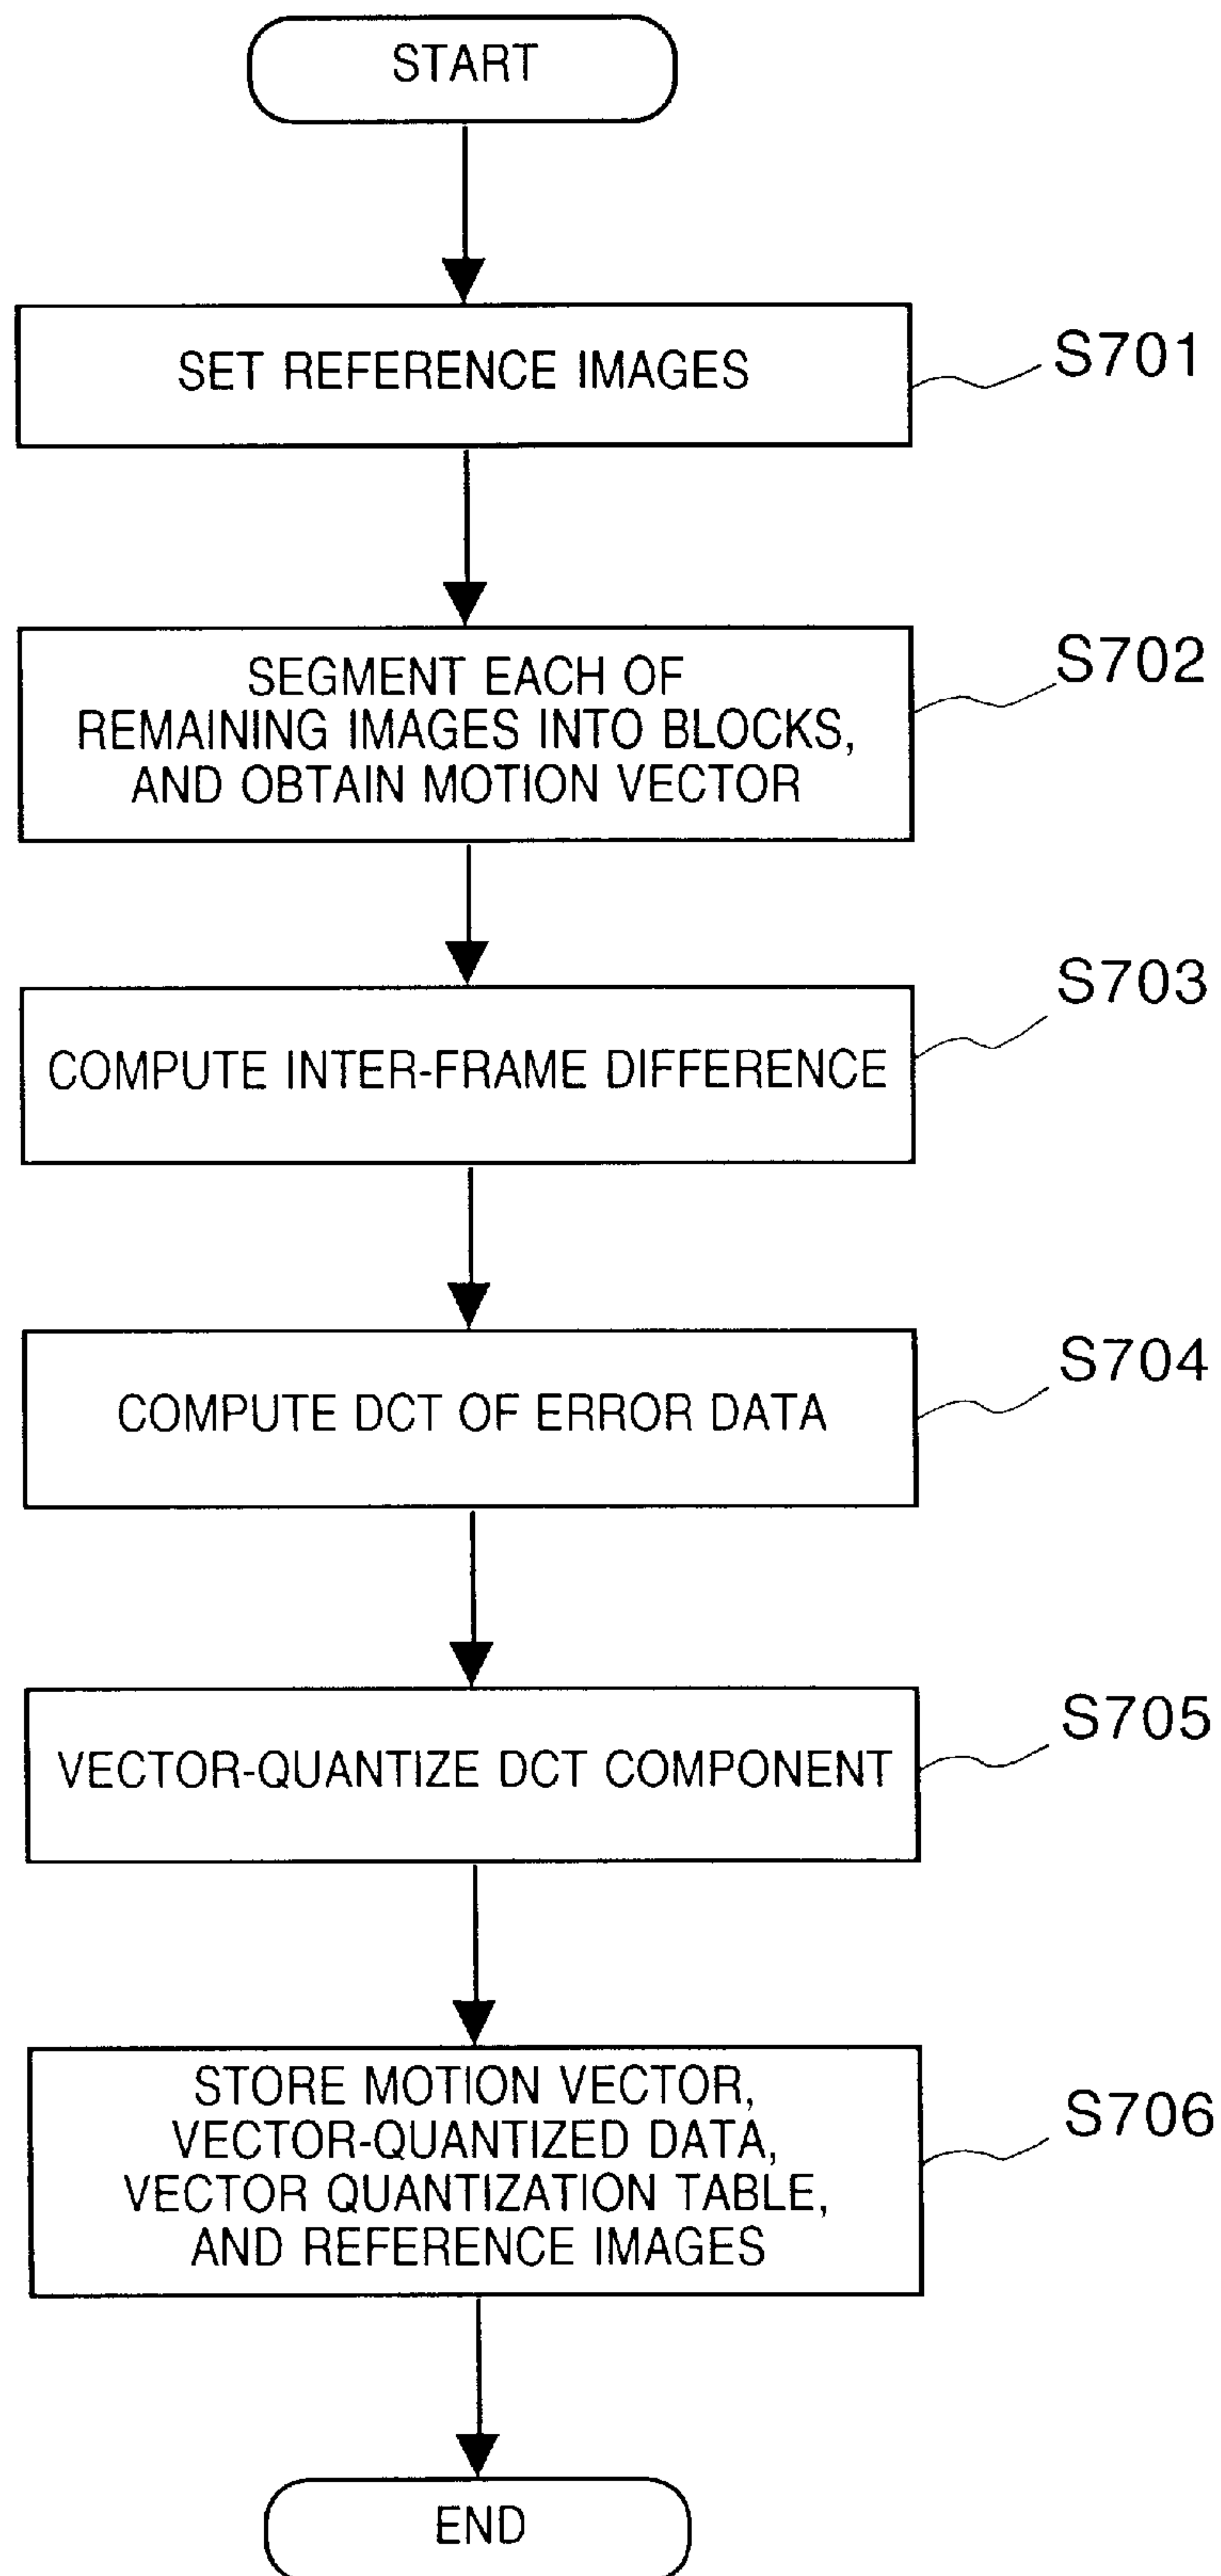 START
SET REFERENCE IMAGES
S701
SEGMENT EACH OF
REMAINING IMAGES INTO BLOCKS,
AND OBTAIN MOTION VECTOR
S702
COMPUTE INTER-FRAME DIFFERENCE
S703
COMPUTE DCT OF ERROR DATA
S704
VECTOR-QUANTIZE DCT COMPONENT
S705
STORE MOTION VECTOR,
VECTOR-QUANTIZED DATA,
VECTOR QUANTIZATION TABLE,
AND REFERENCE IMAGES
S706
END